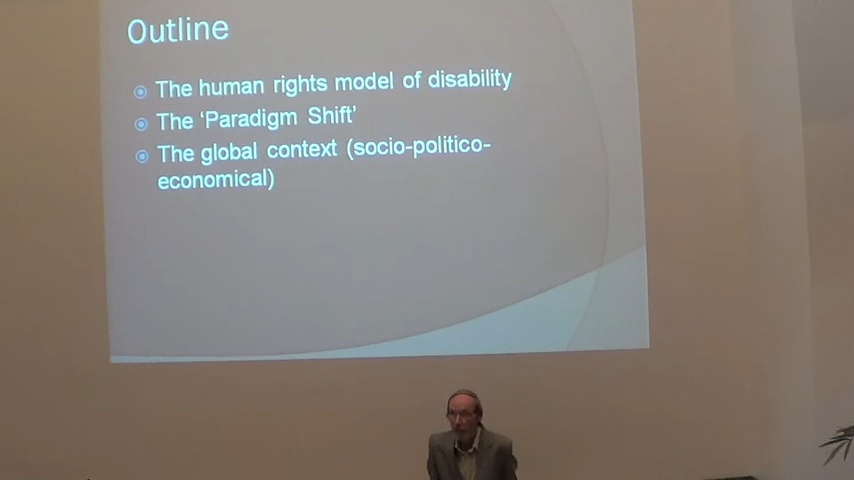 Outline
The human rights model of disability
The ‘Paradigm Shift’
The global context (socio-politico-
economical)